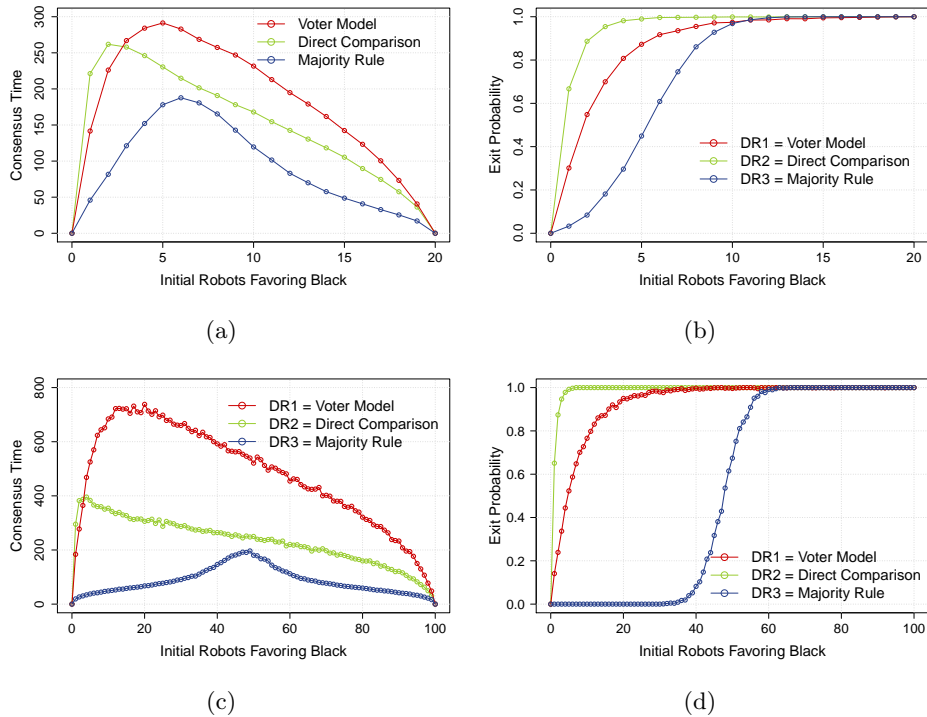 300
250
200
150
100
50
0
Consensus Time
Voter Model
Direct Comparison
Majority Rule
0 5 10 15 20
Initial Robots Favoring Black
(a)
1.0
0.8
0.6
0.4
0.2
0.0
Exit Probability
DR1 = Voter Model
DR2 = Direct Comparison
DR3 = Majority Rule
0 5 10 15 20
Initial Robots Favoring Black
(b)
800
600
400
200
0
Consensus Time
DR1 = Voter Model
DR2 = Direct Comparison
DR3 = Majority Rule
0 20 40 60 80 100
Initial Robots Favoring Black
(c)
1.0
0.8
0.6
0.4
0.2
0.0
Exit Probability
DR1 = Voter Model
DR2 = Direct Comparison
DR3 = Majority Rule
0 20 40 60 80 100
Initial Robots Favoring Black
(d)